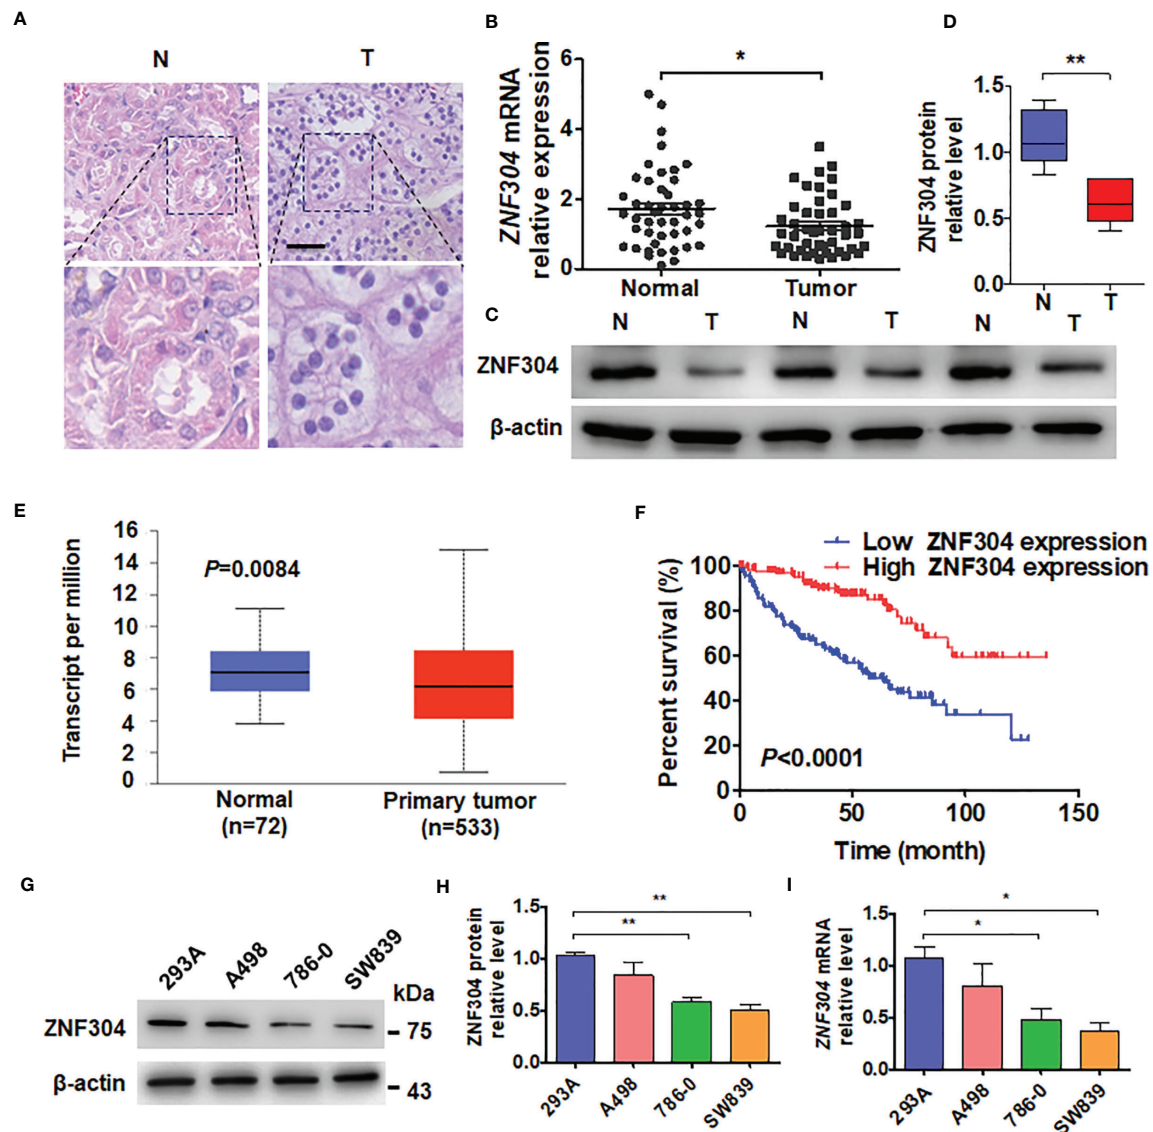 A
N T
B
ZNF304 mRNA
relative expression
6
4
2
0
*
Normal Tumor
D
ZNF304 protein
relative level
1.5
1.0
0.5
0.0
**
N T
C
N T N T N T
ZNF304
β-actin
E
Transcript per million
16
14
12
10
8
6
4
2
0
P=0.0084
Normal
(n=72)
Primary tumor
(n=533)
F
Low ZNF304 expression
High ZNF304 expression
Percent survival (%)
100
80
60
40
20
0
P<0.0001
0 50 100 150
Time (month)
G
293A A498 786-0 SW839
kDa
ZNF304
75
β-actin
43
H
ZNF304 protein
relative level
1.5
1.0
0.5
0.0
**
**
293A A498 786-0 SW839
I
ZNF304 mRNA
relative level
1.5
1.0
0.5
0.0
*
*
293A A498 786-0 SW839